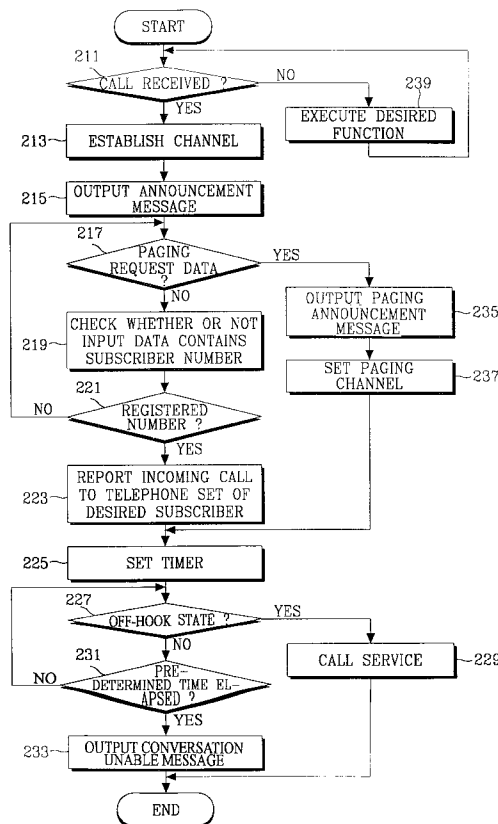 START
211
CALL RECEIVED ?
NO
239
YES
EXECUTE DESIRED
FUNCTION
213
ESTABLISH CHANNEL
215
OUTPUT ANNOUNCEMENT
MESSAGE
217
PAGING
REQUEST DATA
?
YES
NO
OUTPUT PAGING
ANNOUNCEMENT
MESSAGE
235
219
CHECK WHETHER OR NOT
INPUT DATA CONTAINS
SUBSCRIBER NUMBER
SET PAGING
CHANNEL
237
221
NO
REGISTERED
NUMBER ?
YES
223
REPORT INCOMING CALL
TO TELEPHONE SET OF
DESIRED SUBSCRIBER
225
SET TIMER
227
OFF-HOOK STATE ?
YES
NO
231
CALL SERVICE
229
NO
PRE-
DETERMINED TIME EL-
APSED ?
YES
233
OUTPUT CONVERSATION
UNABLE MESSAGE
END